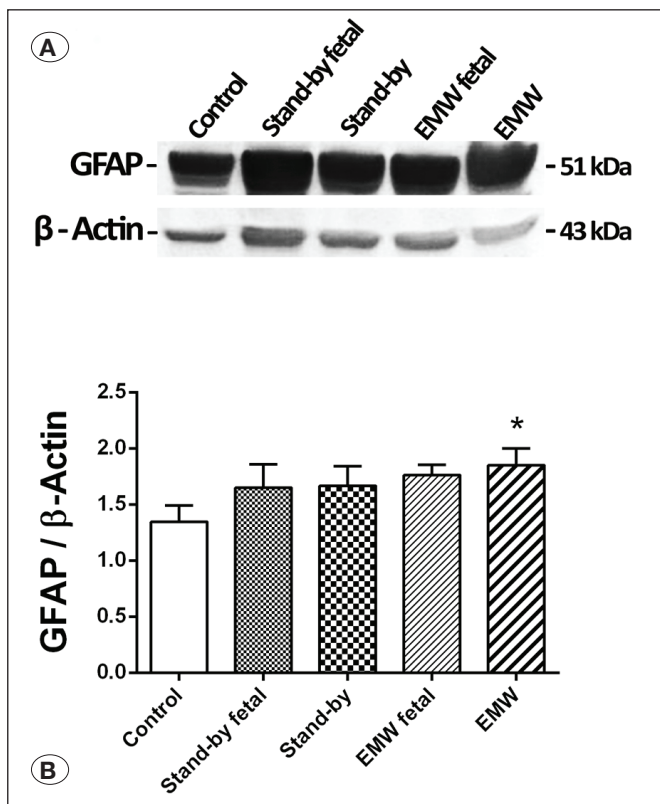 A
Control
Stand-by fetal
Stand-by
EMW fetal
EMW
GFAP -
- 51 kDa
β - Actin -
- 43 kDa
GFAP / β-Actin
2.5
2.0
1.5
1.0
0.5
0.0
*
Control
Stand-by fetal
Stand-by
EMW fetal
EMW
B